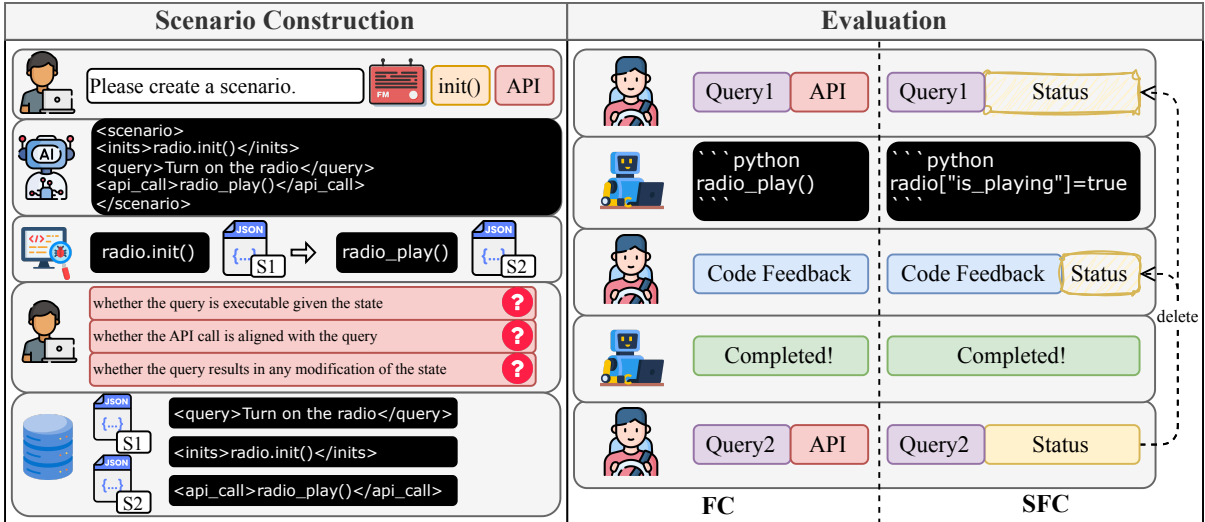 Scenario Construction
Please create a scenario.
FM
init()
API
AI
<scenario>
<inits>radio.init()</inits>
<query>Turn on the radio</query>
<api_call>radio_play()</api_call>
</scenario>
</>
radio.init()
JSON
{...}
S1
radio_play()
JSON
{...}
S2
whether the query is executable given the state
?
whether the API call is aligned with the query
?
whether the query results in any modification of the state
?
JSON
{...}
S1
JSON
{...}
S2
<query>Turn on the radio</query>
<inits>radio.init()</inits>
<api_call>radio_play()</api_call>
Evaluation
Query1
API
Query1
Status
```python
radio_play()
```
```python
radio["is_playing"]=true
```
Code Feedback
Code Feedback
Status
delete
Completed!
Completed!
Query2
API
Query2
Status
FC
SFC